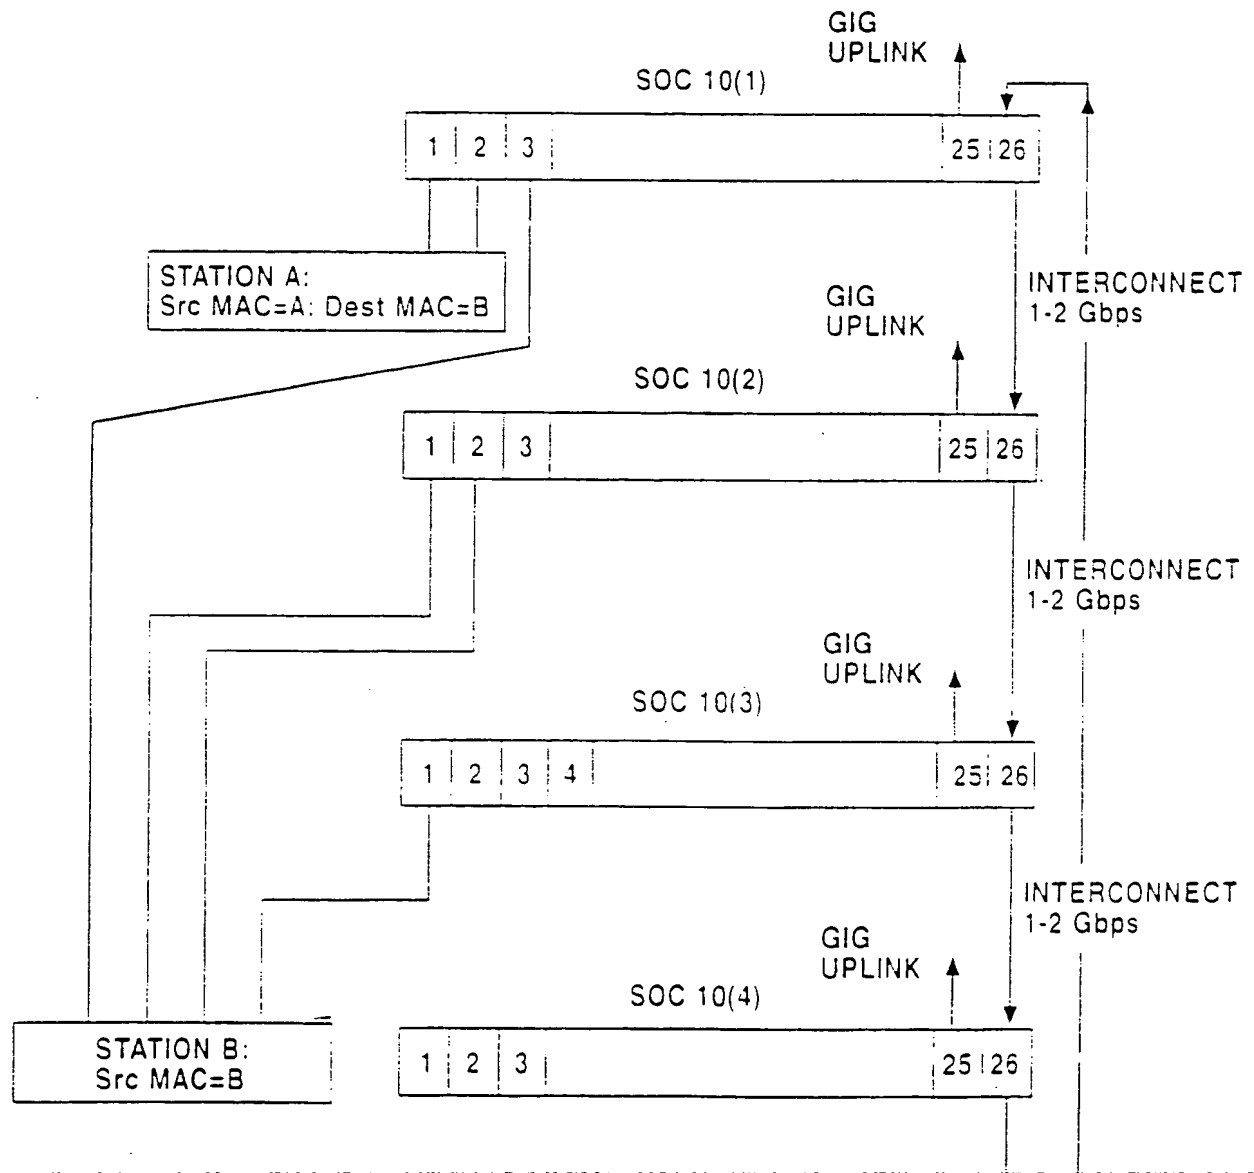 GIG
UPLINK
SOC 10(1)
1 2 3 25 26
STATION A:
Src MAC=A: Dest MAC=B
INTERCONNECT
1-2 Gbps
GIG
UPLINK
SOC 10(2)
1 2 3 25 26
INTERCONNECT
1-2 Gbps
GIG
UPLINK
SOC 10(3)
1 2 3 4 25 26
INTERCONNECT
1-2 Gbps
GIG
UPLINK
SOC 10(4)
STATION B:
Src MAC=B
1 2 3 25 26